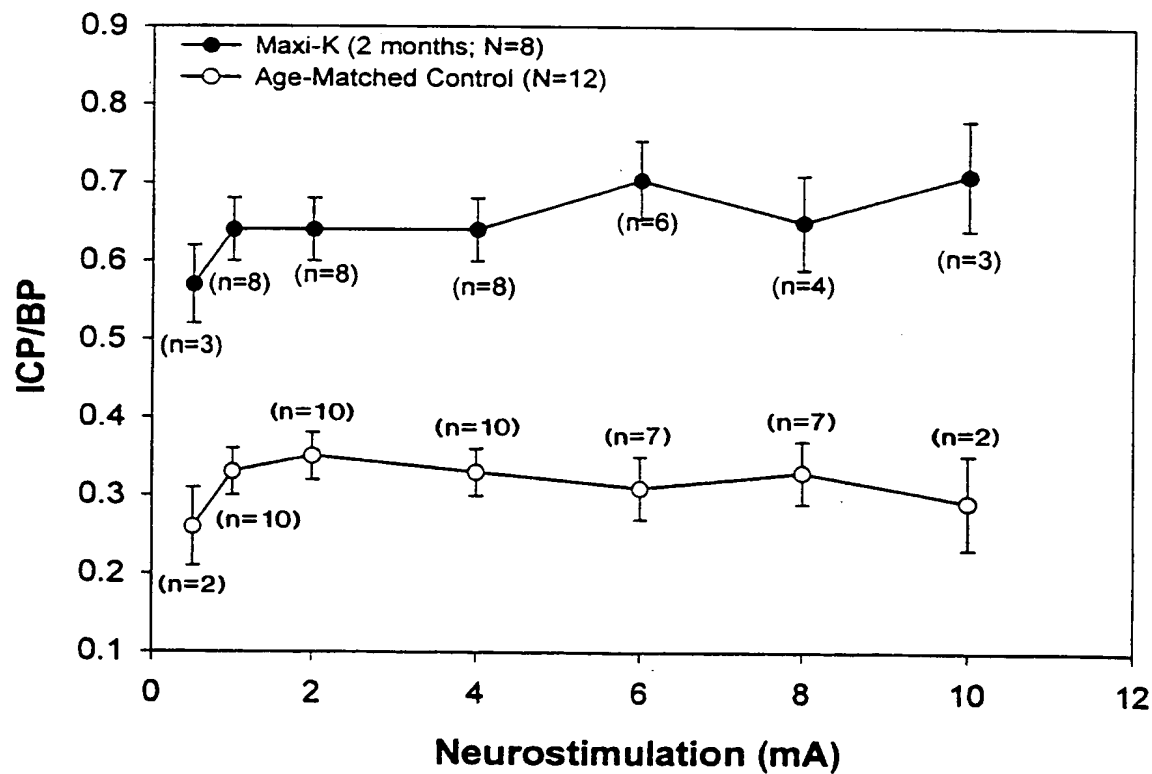 0.9
Maxi-K (2 months; N=8)
Age-Matched Control (N=12)
0.8
0.7
(n=6)
0.6
(n=8)
(n=8)
(n=8)
(n=4)
(n=3)
0.5
(n=3)
ICP/BP
0.4
(n=10)
(n=10)
(n=7)
(n=7)
(n=2)
0.3
(n=10)
0.2
(n=2)
0.1
0 2 4 6 8 10 12
Neurostimulation (mA)